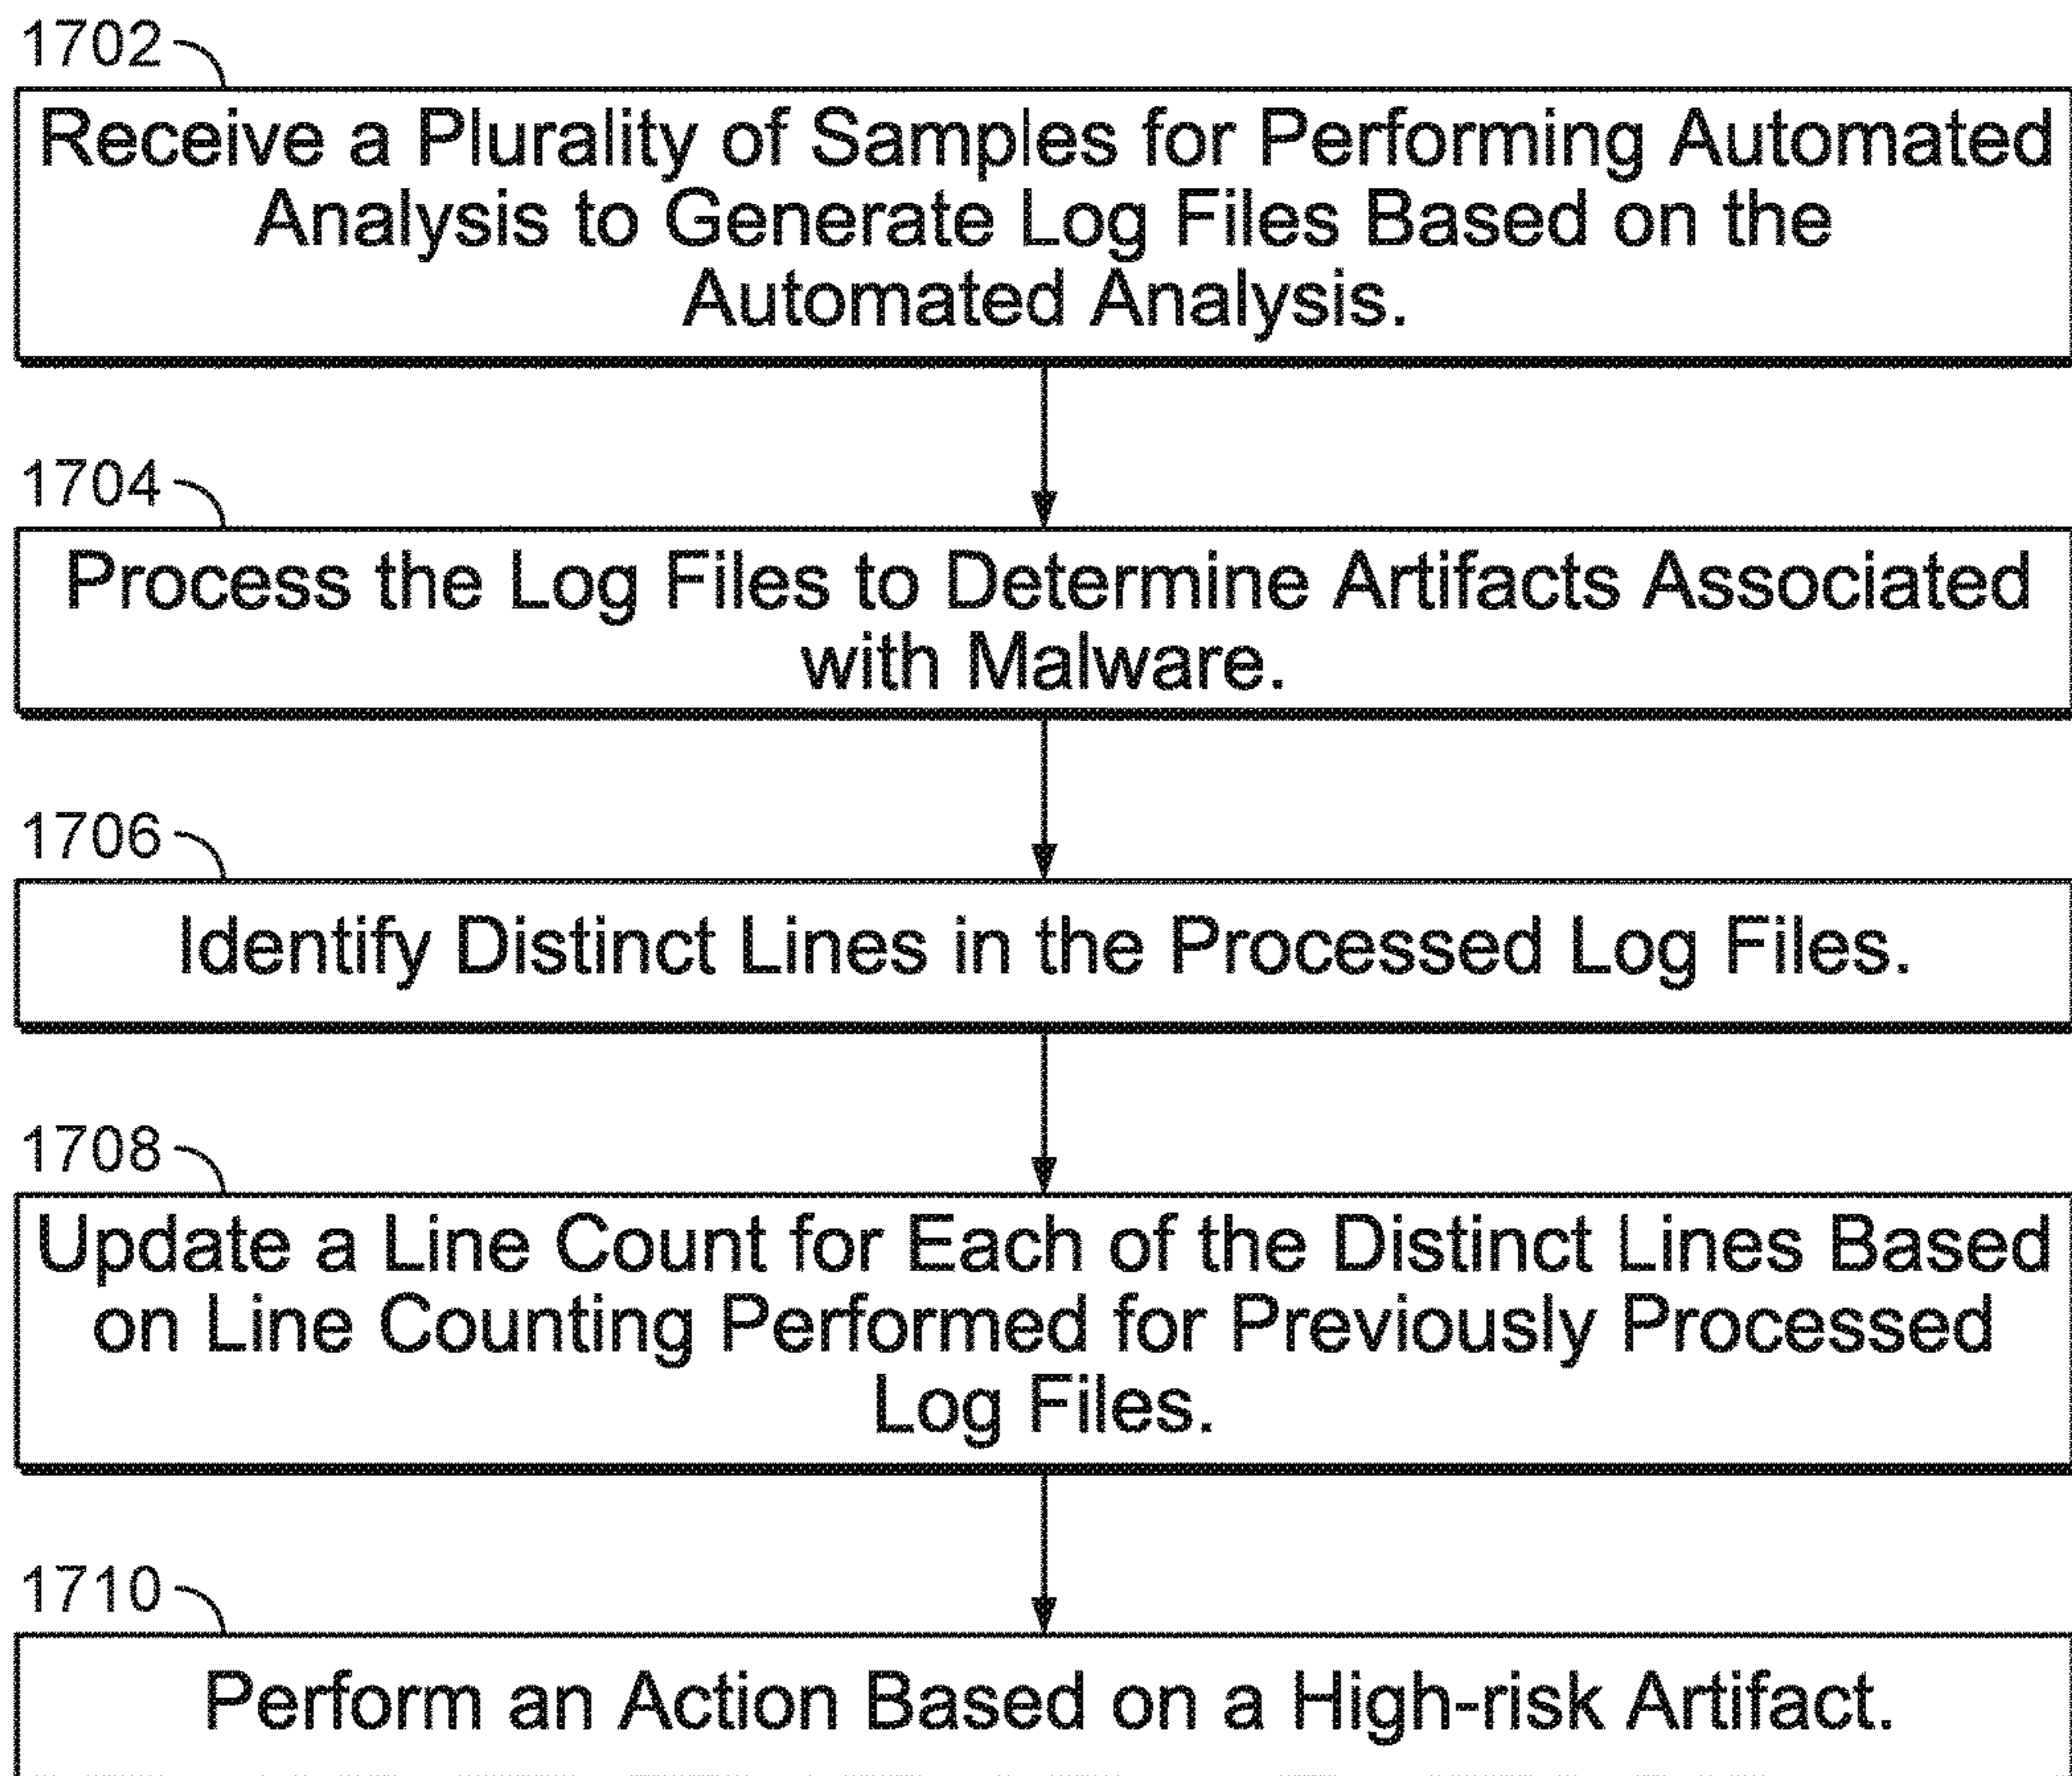 1702
Receive a Plurality of Samples for Performing Automated
Analysis to Generate Log Files Based on the
Automated Analysis.
1704
Process the Log Files to Determine Artifacts Associated
with Malware.
1706
Identify Distinct Lines in the Processed Log Files.
1708
Update a Line Count for Each of the Distinct Lines Based
on Line Counting Performed for Previously Processed
Log Files.
1710
Perform an Action Based on a High-risk Artifact.